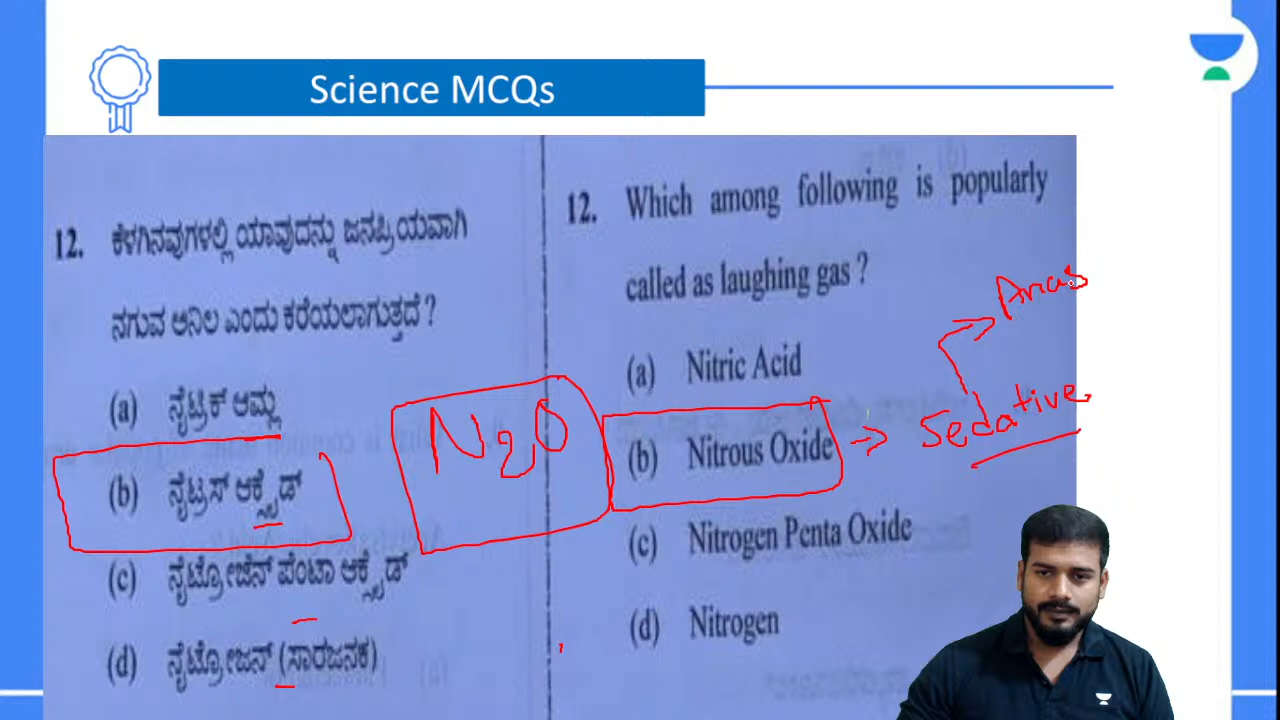 Science MCQs
12. ಕೆಳಗಿನವುಗಳಲ್ಲಿ ಯಾವುದನ್ನು ಜನಪ್ರಿಯವಾಗಿ
ನಗುವ ಅನಿಲ ಎಂದು ಕರೆಯಲಾಗುತ್ತದೆ ?
(a) ನೈಟ್ರಿಕ್ ಆಮ್ಲ
(b) ನೈಟ್ರಸ್ ಆಕ್ಸೈಡ್
(c) ನೈಟ್ರೋಜೆನ್ ಪೆಂಟಾ ಆಕ್ಸೈಡ್
(d) ನೈಟ್ರೋಜನ್ (ಸಾರಜನಕ)
N2O
12. Which among following is popularly
called as laughing gas ?
(a) Nitric Acid
(b) Nitrous Oxide → Sedative
(c) Nitrogen Penta Oxide
(d) Nitrogen